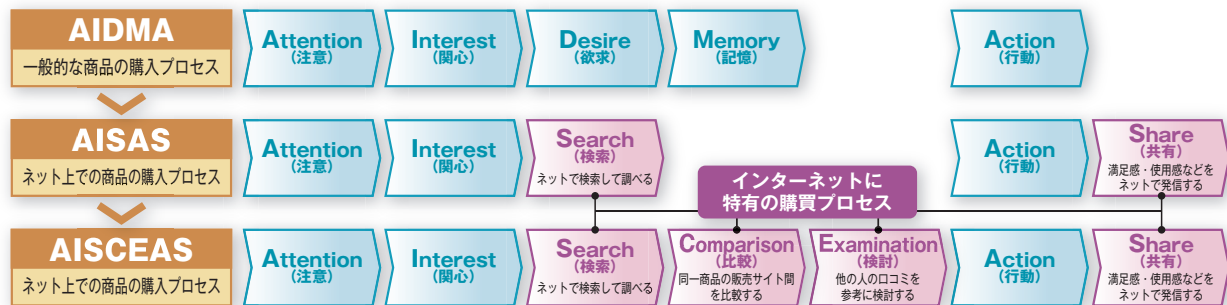 AIDMA
一般的な商品の購入プロセス
Attention
(注意)
Interest
(関心)
Desire
(欲求)
Memory
(記憶)
Action
(行動)
AISAS
ネット上での商品の購入プロセス
Attention
(注意)
Interest
(関心)
Search
(検索)
ネットで検索して調べる
Action
(行動)
Share
(共有)
満足感・使用感などを
ネットで発信する
インターネットに
特有の購買プロセス
AISCEAS
ネット上での商品の購入プロセス
Attention
(注意)
Interest
(関心)
Search
(検索)
ネットで検索して調べる
Comparison
(比較)
同一商品の販売サイト間
を比較する
Examination
(検討)
他の人の口コミを
参考に検討する
Action
(行動)
Share
(共有)
満足感・使用感などを
ネットで発信する